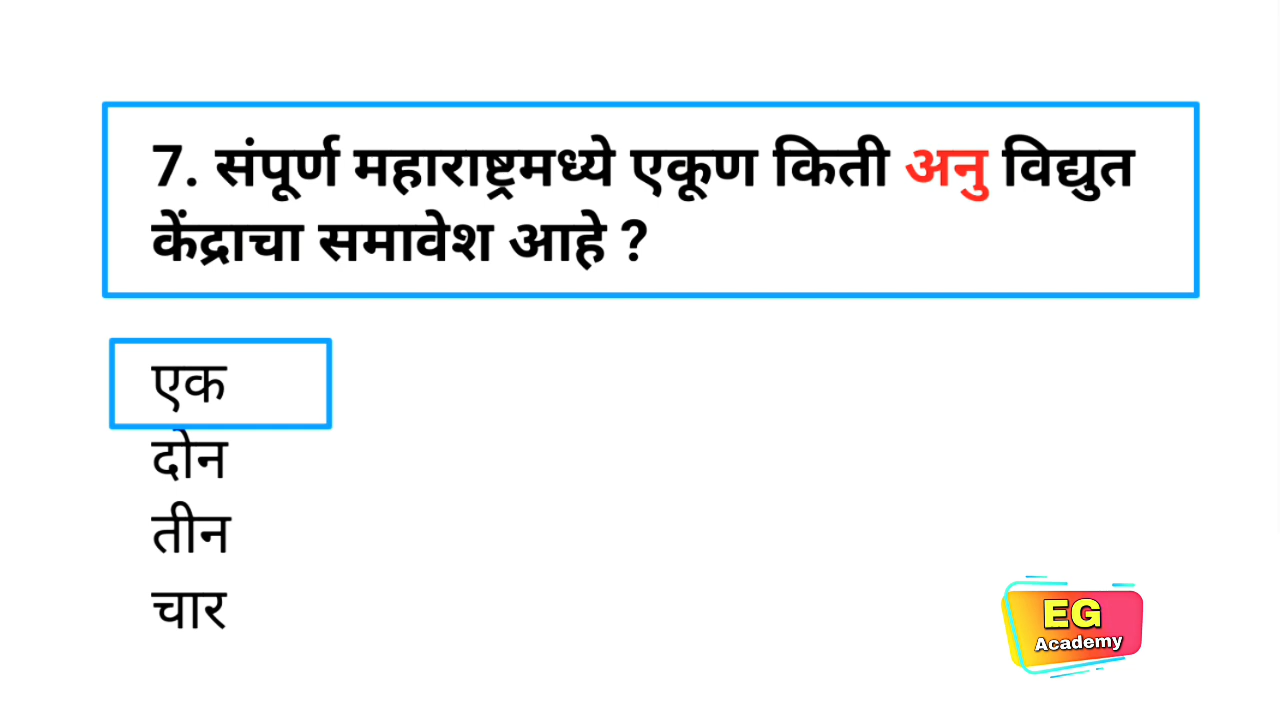 7. संपूर्ण महाराष्ट्रमध्ये एकूण किती अनु विद्युत
केंद्राचा समावेश आहे ?
एक
दोन
तीन
चार
EG
Academy